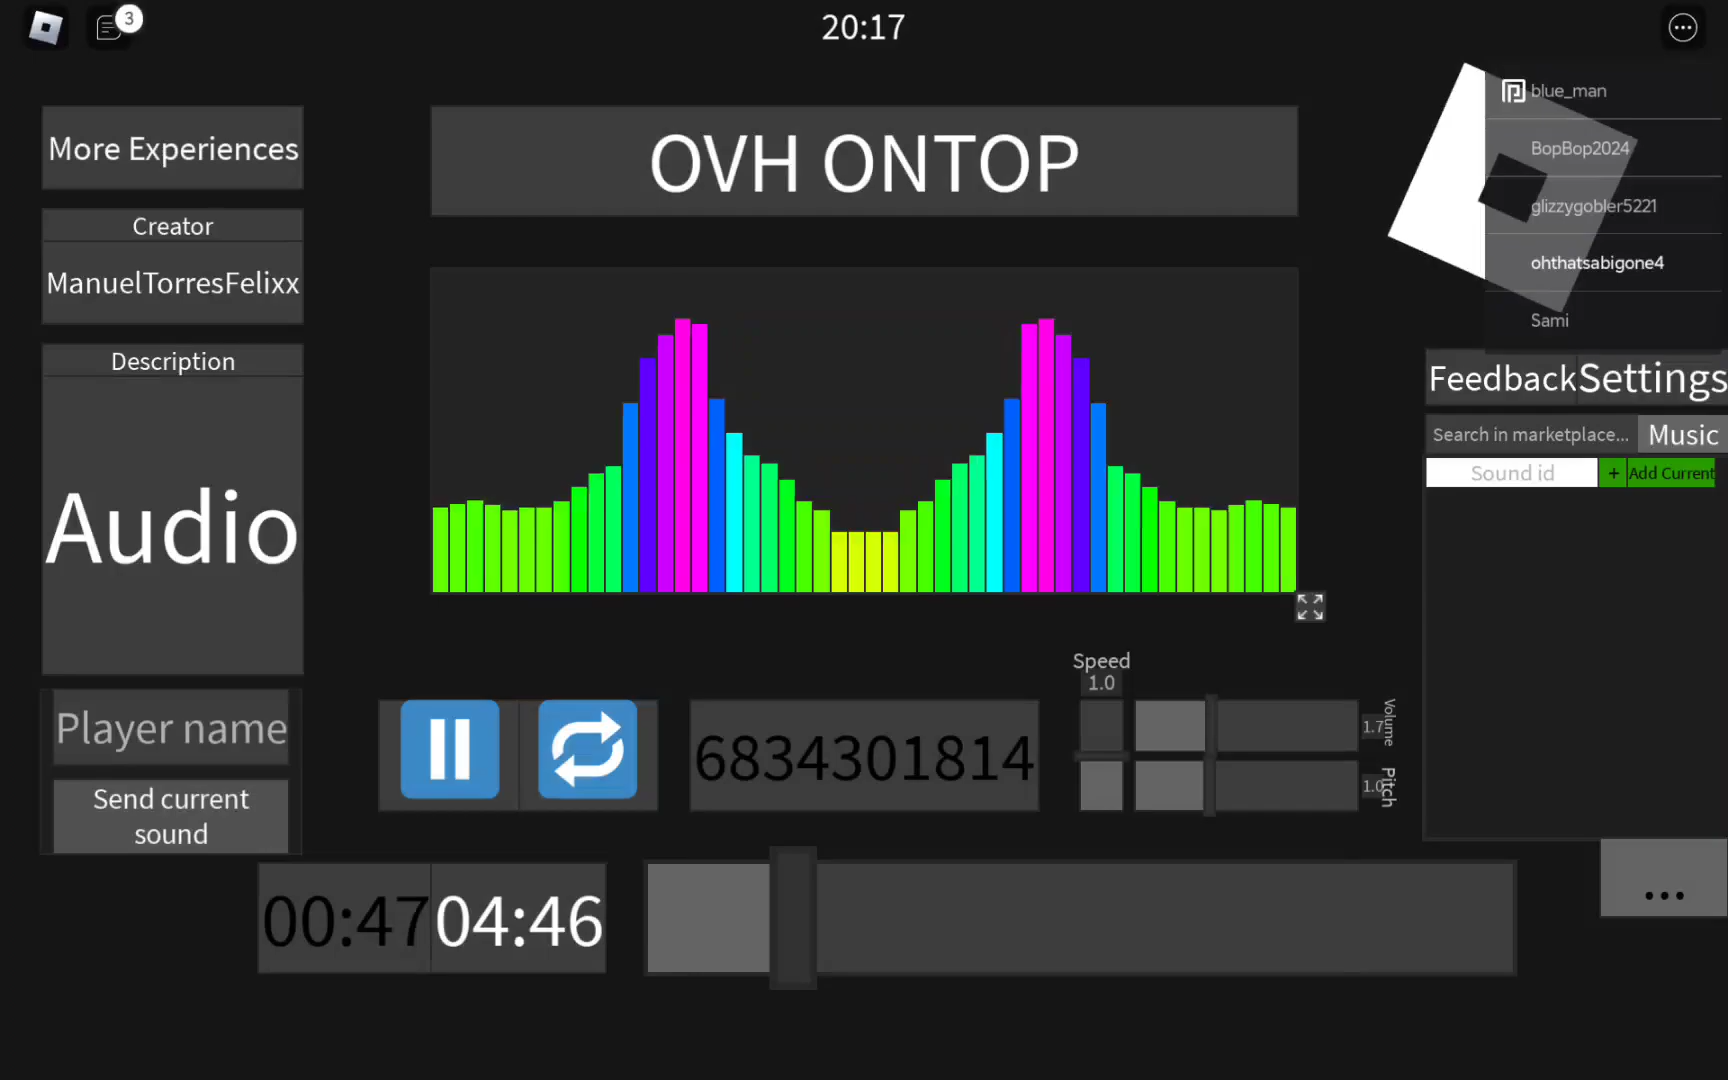 3
20:17
More Experiences
OVH ONTOP
blue_man
BopBop2024
glizzygobler5221
ohthatsabigone4
Sami
Creator
ManuelTorresFelixx
Description
Audio
Feedback
Settings
Search in marketplace...
Music
Sound id
+
Add Current
Player name
Send current
sound
6834301814
Speed
1.0
1.7
Volume
1.0
Pitch
00:47
04:46
...